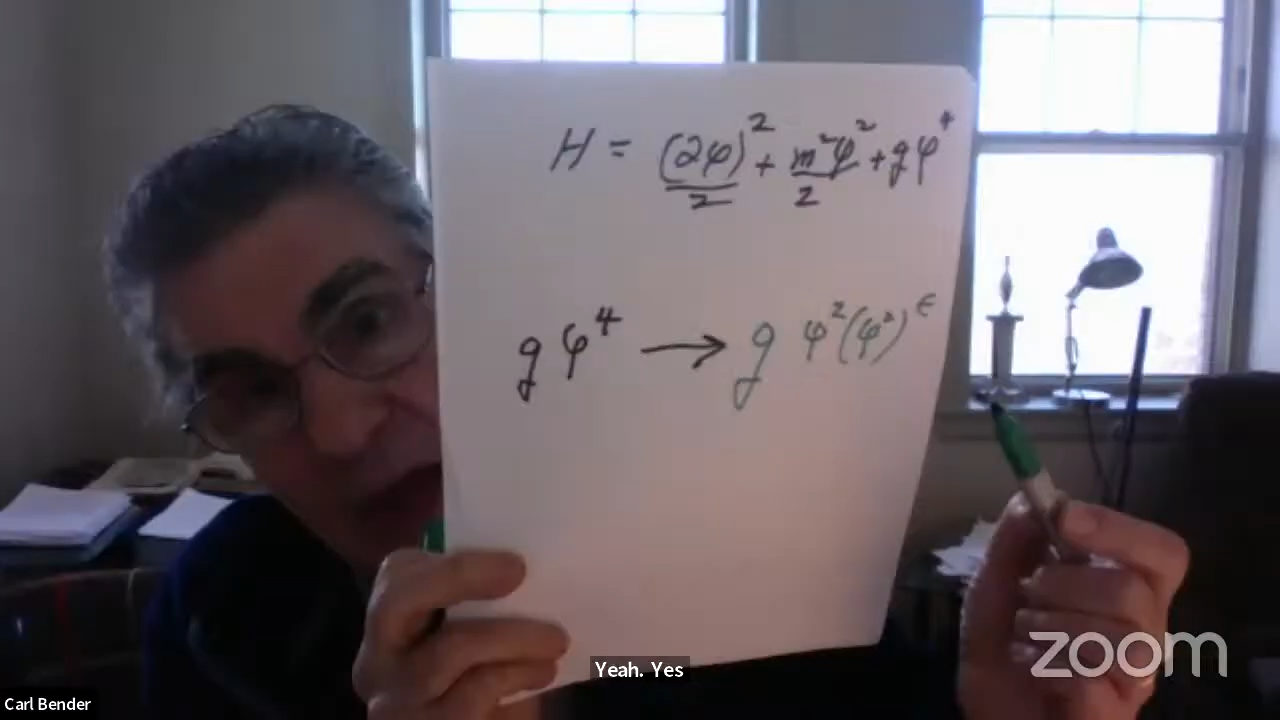 H = (∂φ)²/2 + m²φ²/2 + gφ⁴
gφ⁴ → g φ²(φ²)^ε
Yeah. Yes
zoom
Carl Bender